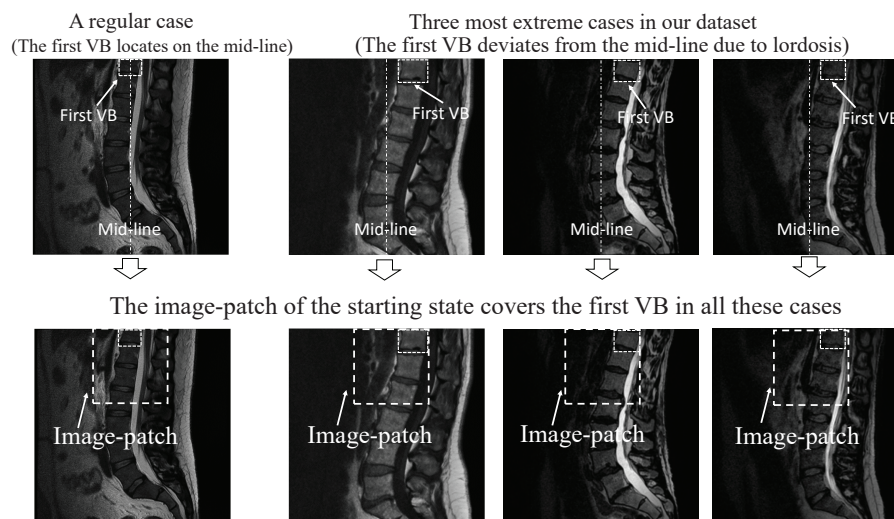 A regular case
(The first VB locates on the mid-line)
Three most extreme cases in our dataset
(The first VB deviates from the mid-line due to lordosis)
First VB
First VB
First VB
First VB
Mid-line
Mid-line
Mid-line
Mid-line
The image-patch of the starting state covers the first VB in all these cases
Image-patch
Image-patch
Image-patch
Image-patch